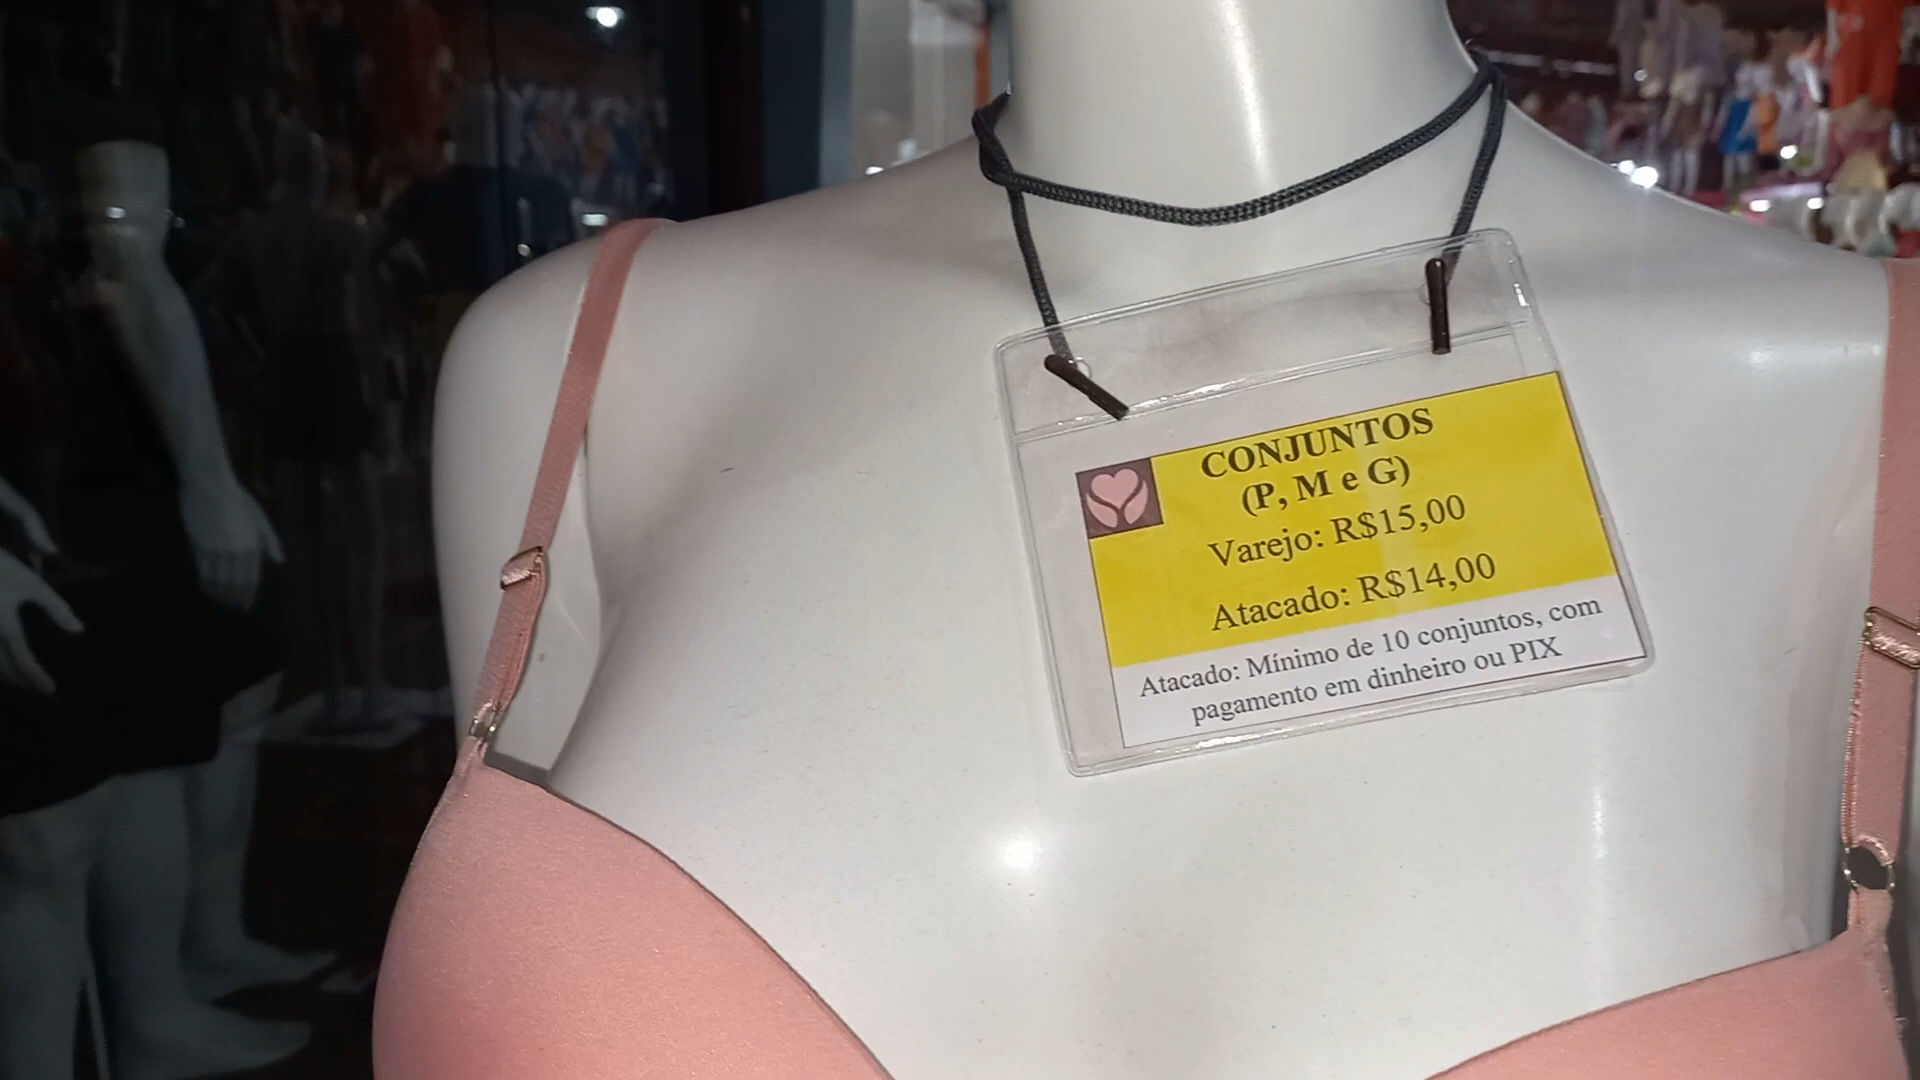 CONJUNTOS
(P, M e G)
Varejo: R$15,00
Atacado: R$14,00
Atacado: Mínimo de 10 conjuntos, com
pagamento em dinheiro ou PIX